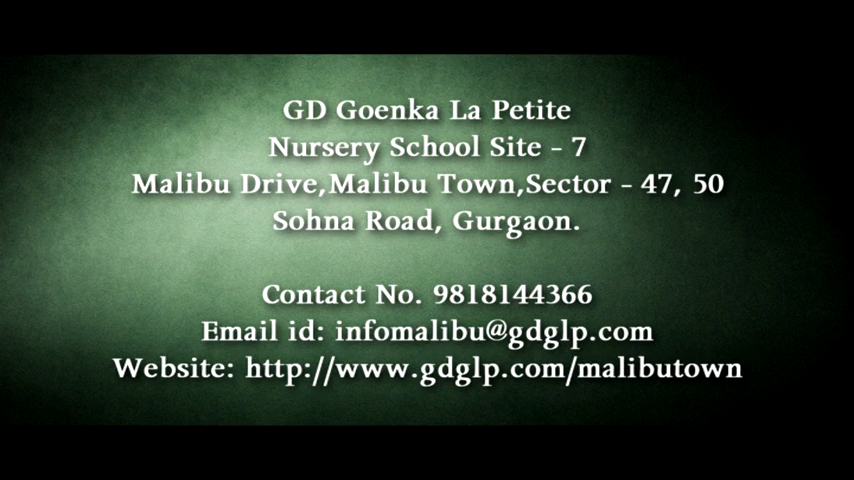 GD Goenka La Petite
Nursery School Site - 7
Malibu Drive,Malibu Town,Sector - 47, 50
Sohna Road, Gurgaon.
Contact No. 9818144366
Email id: infomalibu@gdglp.com
Website: http://www.gdglp.com/malibutown